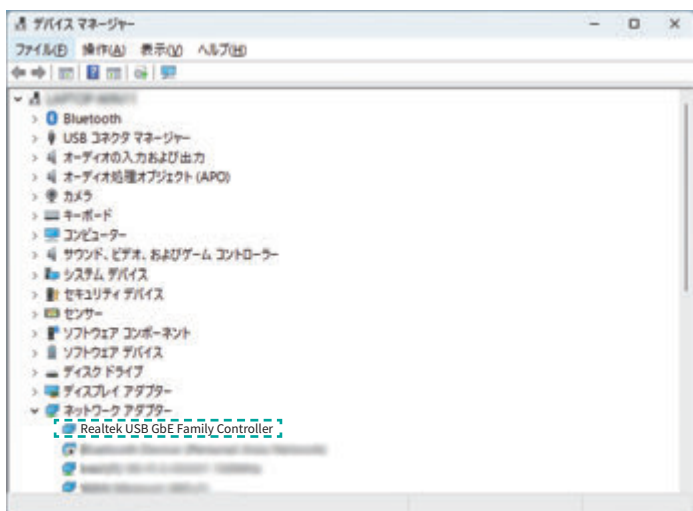 デバイス マネージャー
ファイル(F) 操作(A) 表示(V) ヘルプ(H)
Bluetooth
USB コネクタ マネージャー
オーディオの入力および出力
オーディオ処理オブジェクト (APO)
カメラ
キーボード
コンピューター
サウンド、ビデオ、およびゲーム コントローラー
システム デバイス
セキュリティ デバイス
センサー
ソフトウェア コンポーネント
ソフトウェア デバイス
ディスク ドライブ
ディスプレイ アダプター
ネットワーク アダプター
Realtek USB GbE Family Controller